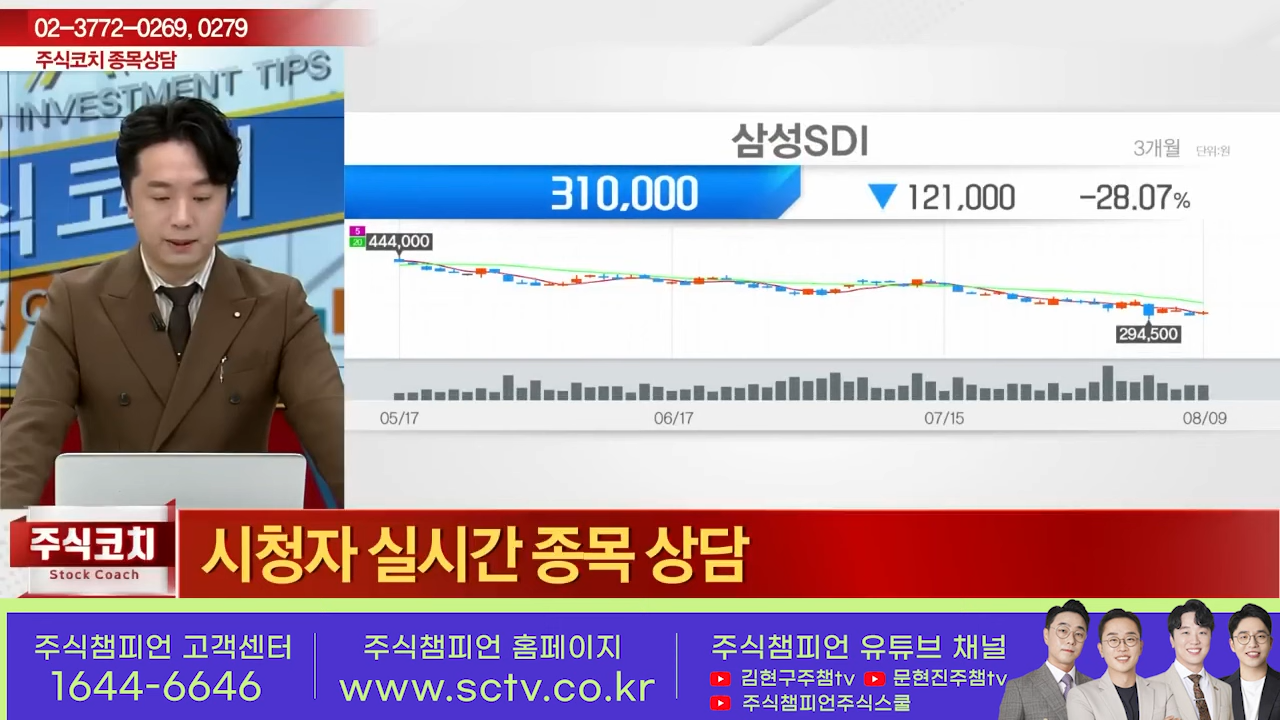 02-3772-0269, 0279
주식코치 종목상담
INVESTMENT TIPS
식코치
삼성SDI
3개월 단위:원
310,000 ▼ 121,000 -28.07%
5
20
444,000
294,500
05/17 06/17 07/15 08/09
주식코치
Stock Coach
시청자 실시간 종목 상담
주식챔피언 고객센터
1644-6646
주식챔피언 홈페이지
www.sctv.co.kr
주식챔피언 유튜브 채널
김현구주챔tv 문현진주챔tv
주식챔피언주식스쿨